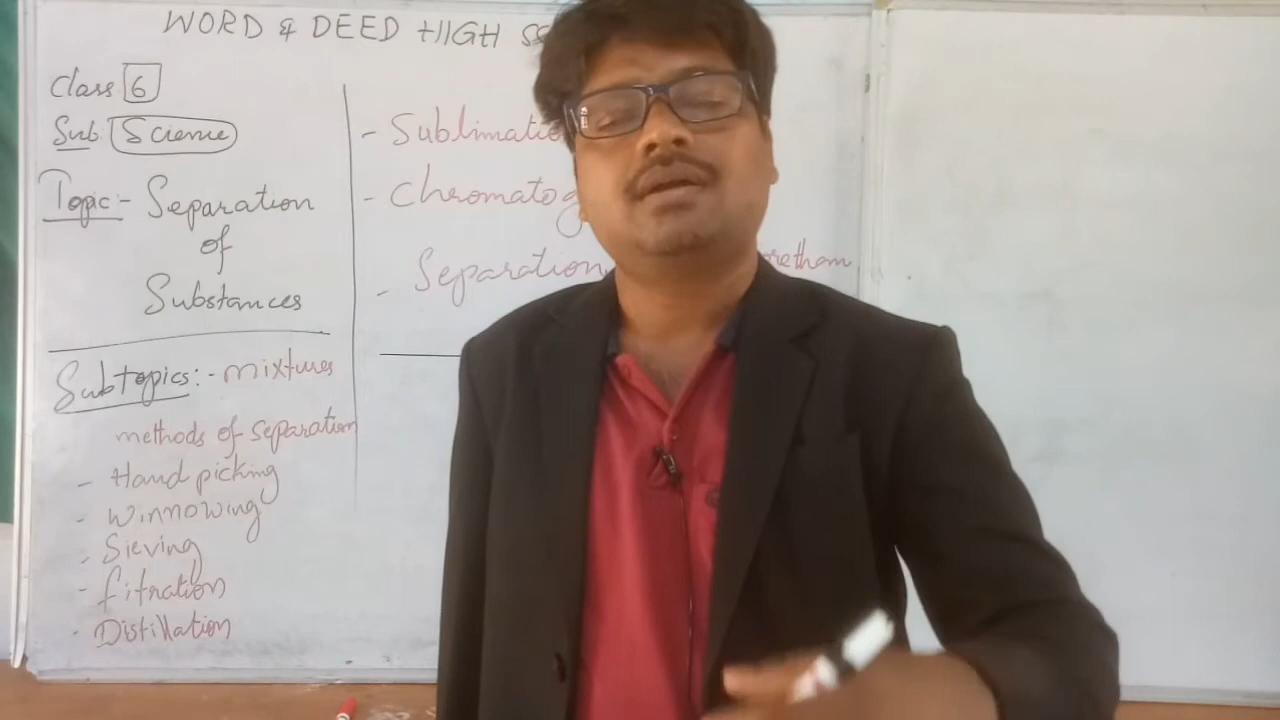 WORD & DEED HIGH
Class 6
Sub Science
Topic:- Separation
of
Substances
Subtopics:- mixtures
methods of separation
- Hand picking
- Winnowing
- Sieving
- fitration
- Distillation
- Sublimatio
- Chromatog
- Separation